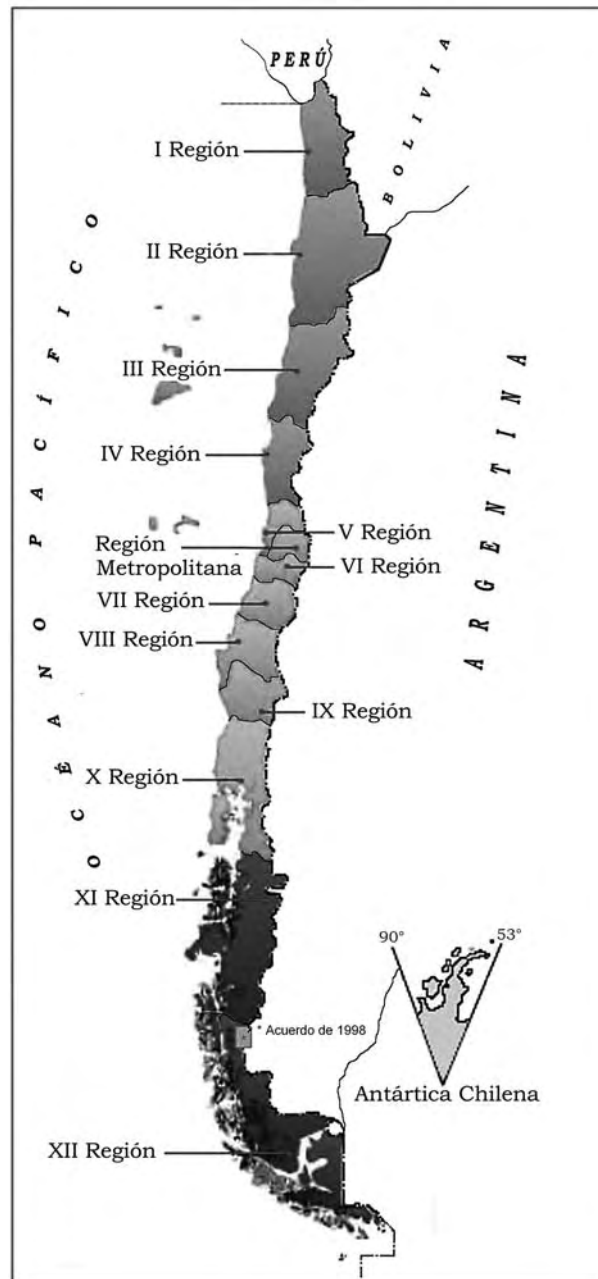 PERÚ
BOLIVIA
I Región
II Región
OCÉANO PACÍFICO
III Región
ARGENTINA
IV Región
V Región
Región
Metropolitana
VI Región
VII Región
VIII Región
IX Región
X Región
XI Región
90°
53°
* Acuerdo de 1998
Antártica Chilena
XII Región